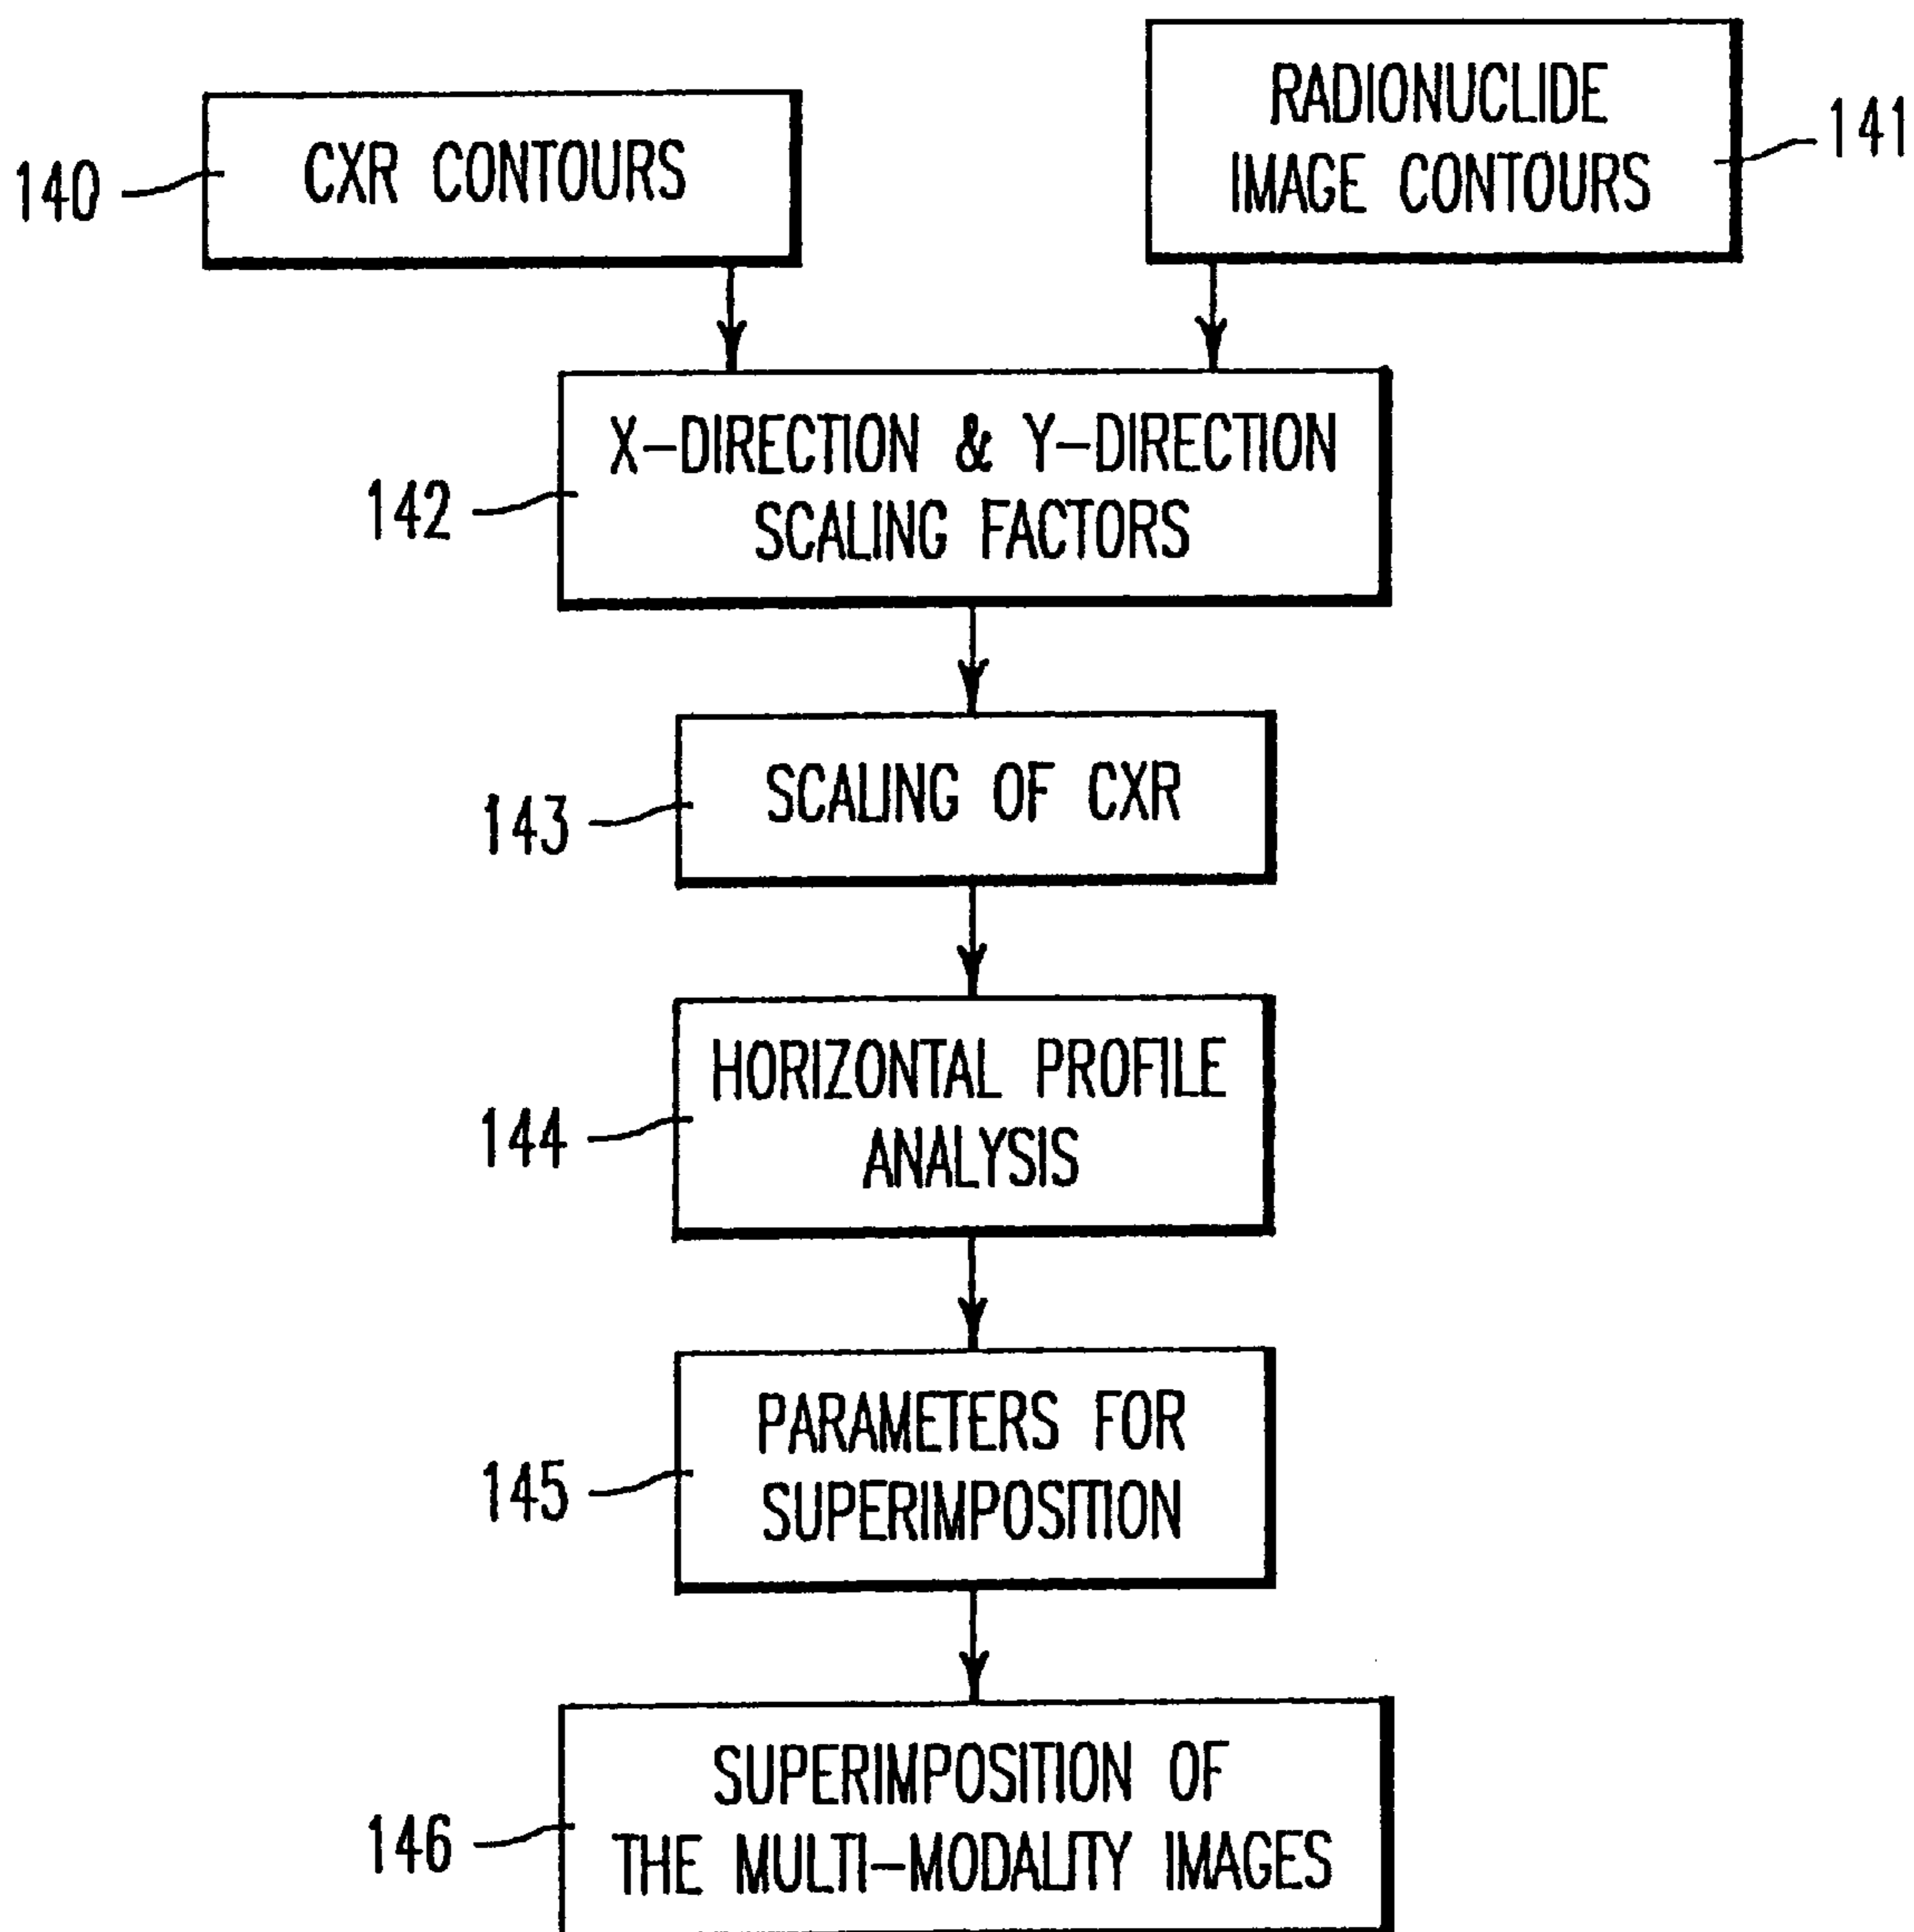 140
CXR CONTOURS
RADIONUCLIDE
IMAGE CONTOURS
141
142
X-DIRECTION & Y-DIRECTION
SCALING FACTORS
143
SCALING OF CXR
144
HORIZONTAL PROFILE
ANALYSIS
145
PARAMETERS FOR
SUPERIMPOSITION
146
SUPERIMPOSITION OF
THE MULTI-MODALITY IMAGES